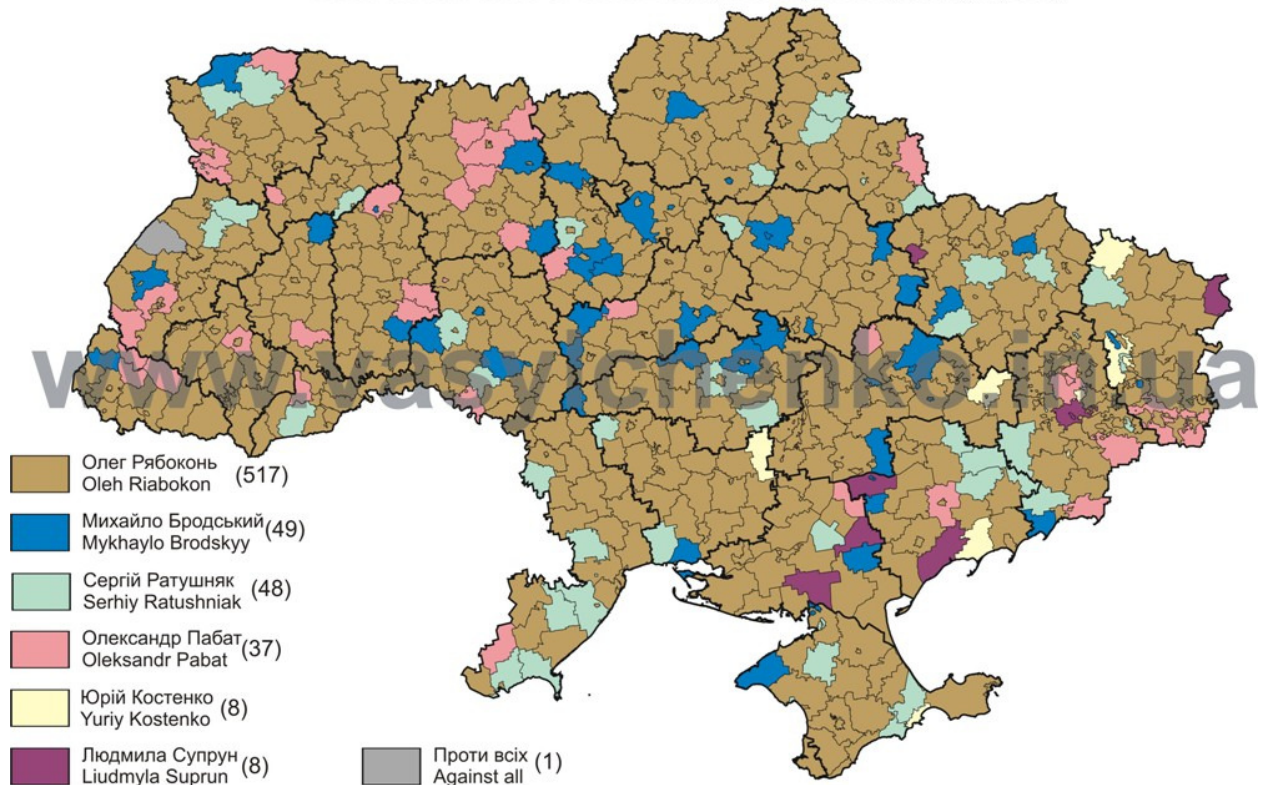 www.vasylchenko.in.ua
Олег Рябоконь (517)
Oleh Riabokon
Михайло Бродський (49)
Mykhaylo Brodskyy
Сергій Ратушняк (48)
Serhiy Ratushniak
Олександр Пабат (37)
Oleksandr Pabat
Юрій Костенко (8)
Yuriy Kostenko
Людмила Супрун (8)
Liudmyla Suprun
Проти всіх (1)
Against all